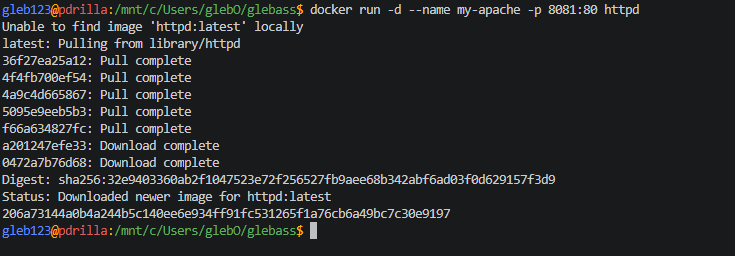 gleb123@pdrilla:/mnt/c/Users/glebO/glebass$ docker run -d --name my-apache -p 8081:80 httpd
Unable to find image 'httpd:latest' locally
latest: Pulling from library/httpd
36f27ea25a12: Pull complete
4f4fb700ef54: Pull complete
4a9c4d665867: Pull complete
5095e9eeb5b3: Pull complete
f66a634827fc: Pull complete
a201247efe33: Download complete
0472a7b76d68: Download complete
Digest: sha256:32e9403360ab2f1047523e72f256527fb9aee68b342abf6ad03f0d629157f3d9
Status: Downloaded newer image for httpd:latest
206a73144a0b4a244b5c140ee6e934ff91fc531265f1a76cb6a49bc7c30e9197
gleb123@pdrilla:/mnt/c/Users/glebO/glebass$